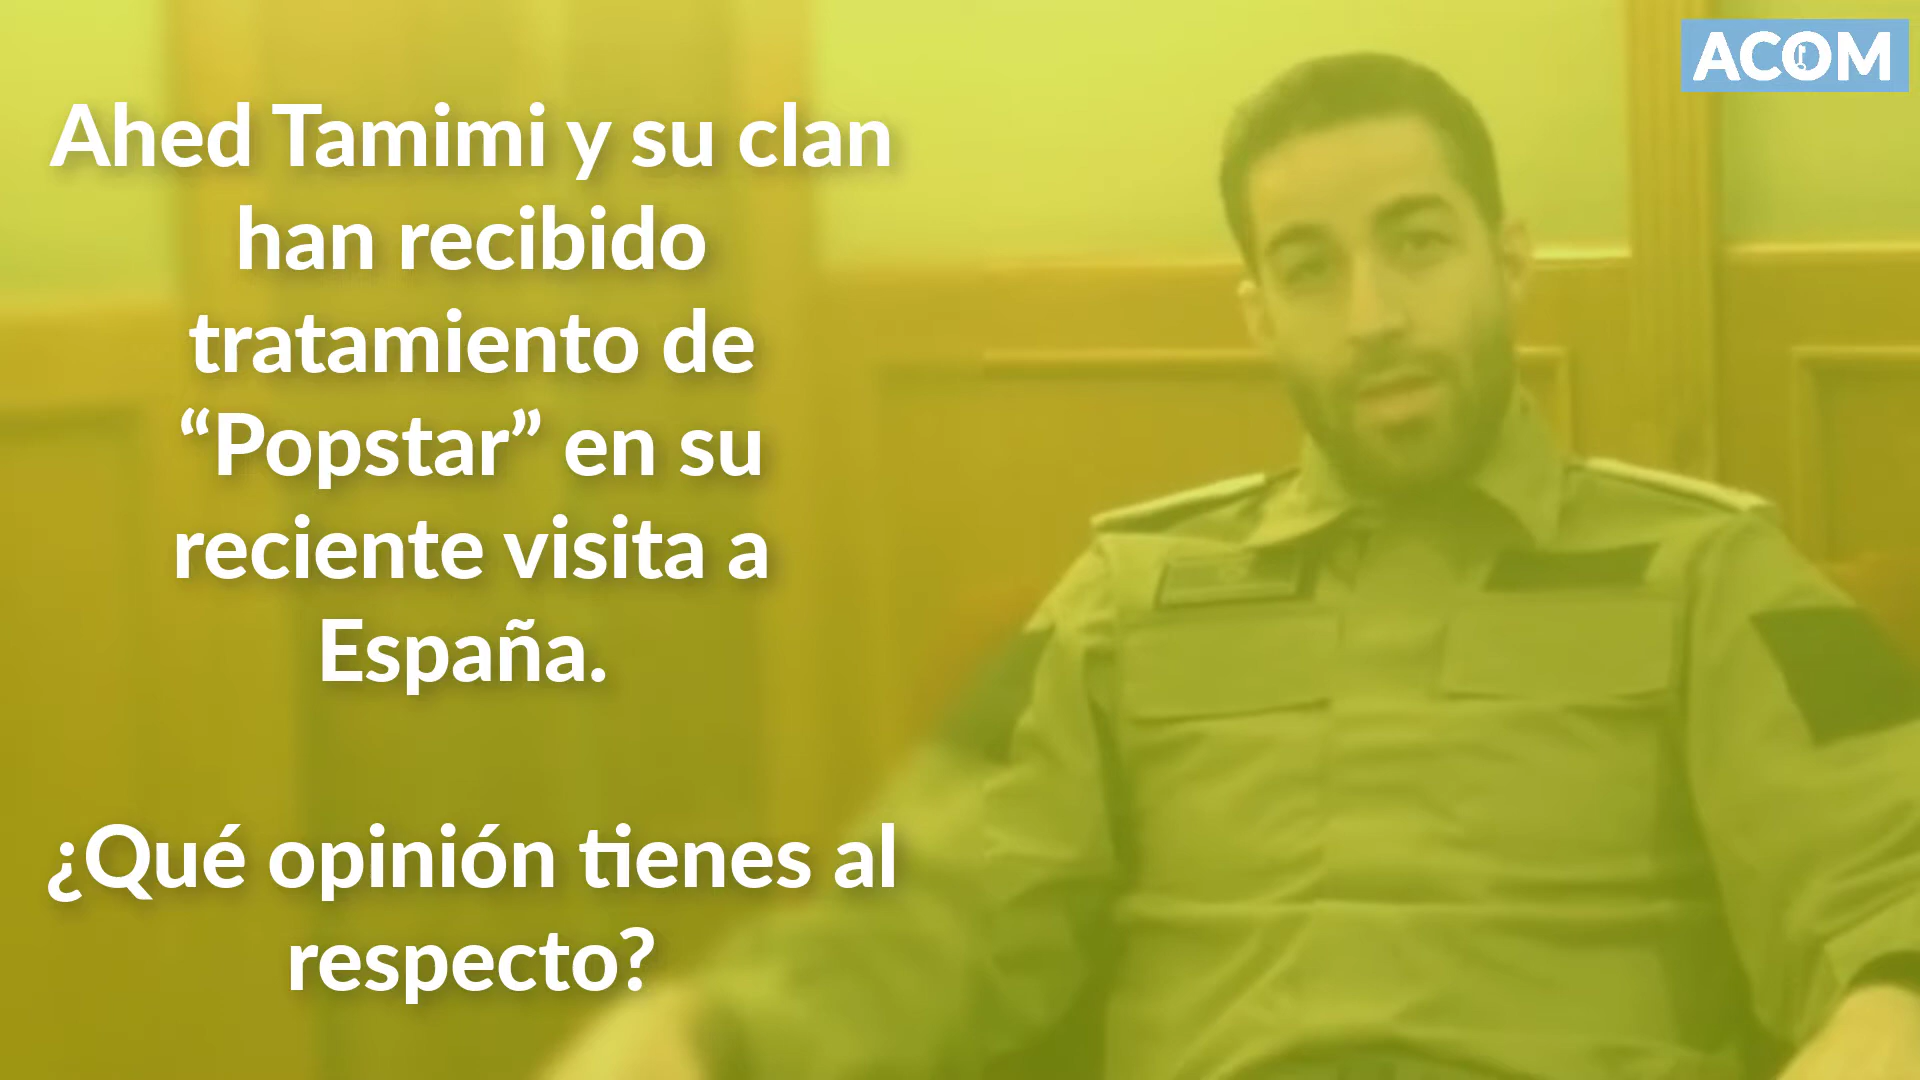 ACOM
Ahed Tamimi y su clan
han recibido
tratamiento de
“Popstar” en su
reciente visita a
España.
¿Qué opinión tienes al
respecto?